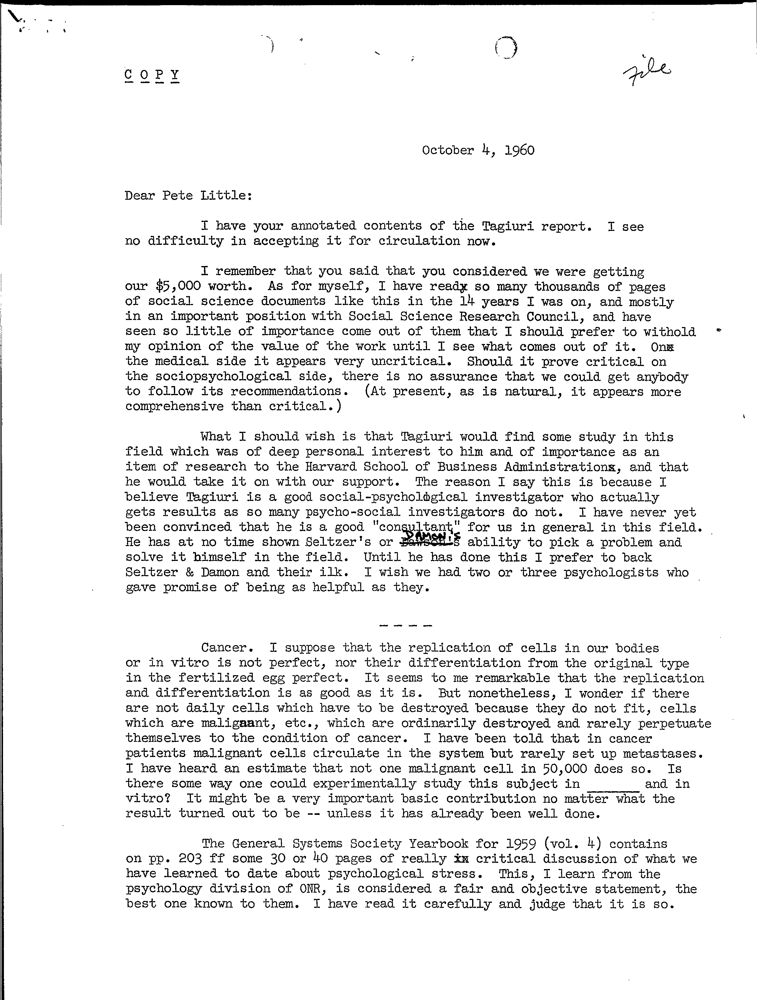 COPY
file
October 4, 1960
Dear Pete Little:
I have your annotated contents of the Tagiuri report. I see
no difficulty in accepting it for circulation now.
I remember that you said that you considered we were getting
our $5,000 worth. As for myself, I have readx so many thousands of pages
of social science documents like this in the 14 years I was on, and mostly
in an important position with Social Science Research Council, and have
seen so little of importance come out of them that I should prefer to withold
my opinion of the value of the work until I see what comes out of it. Onx
the medical side it appears very uncritical. Should it prove critical on
the sociopsychological side, there is no assurance that we could get anybody
to follow its recommendations. (At present, as is natural, it appears more
comprehensive than critical.)
What I should wish is that Tagiuri would find some study in this
field which was of deep personal interest to him and of importance as an
item of research to the Harvard School of Business Administrationx, and that
he would take it on with our support. The reason I say this is because I
believe Tagiuri is a good social-psychological investigator who actually
gets results as so many psycho-social investigators do not. I have never yet
been convinced that he is a good "consultant" for us in general in this field.
He has at no time shown Seltzer's or DAMON'S ability to pick a problem and
solve it himself in the field. Until he has done this I prefer to back
Seltzer & Damon and their ilk. I wish we had two or three psychologists who
gave promise of being as helpful as they.
- - - -
Cancer. I suppose that the replication of cells in our bodies
or in vitro is not perfect, nor their differentiation from the original type
in the fertilized egg perfect. It seems to me remarkable that the replication
and differentiation is as good as it is. But nonetheless, I wonder if there
are not daily cells which have to be destroyed because they do not fit, cells
which are maligaant, etc., which are ordinarily destroyed and rarely perpetuate
themselves to the condition of cancer. I have been told that in cancer
patients malignant cells circulate in the system but rarely set up metastases.
I have heard an estimate that not one malignant cell in 50,000 does so. Is
there some way one could experimentally study this subject in _______ and in
vitro? It might be a very important basic contribution no matter what the
result turned out to be -- unless it has already been well done.
The General Systems Society Yearbook for 1959 (vol. 4) contains
on pp. 203 ff some 30 or 40 pages of really ix critical discussion of what we
have learned to date about psychological stress. This, I learn from the
psychology division of ONR, is considered a fair and objective statement, the
best one known to them. I have read it carefully and judge that it is so.